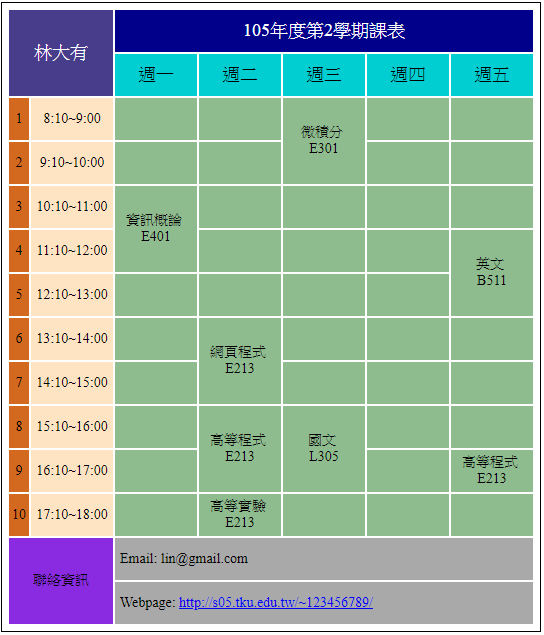 林大有
105年度第2學期課表
週一 週二 週三 週四 週五
1 8:10~9:00
微積分
E301
2 9:10~10:00
3 10:10~11:00
資訊概論
E401
4 11:10~12:00
英文
B511
5 12:10~13:00
6 13:10~14:00
網頁程式
E213
7 14:10~15:00
8 15:10~16:00
高等程式
E213
國文
L305
9 16:10~17:00
高等程式
E213
10 17:10~18:00
高等實驗
E213
聯絡資訊
Email: lin@gmail.com
Webpage: http://s05.tku.edu.tw/~123456789/